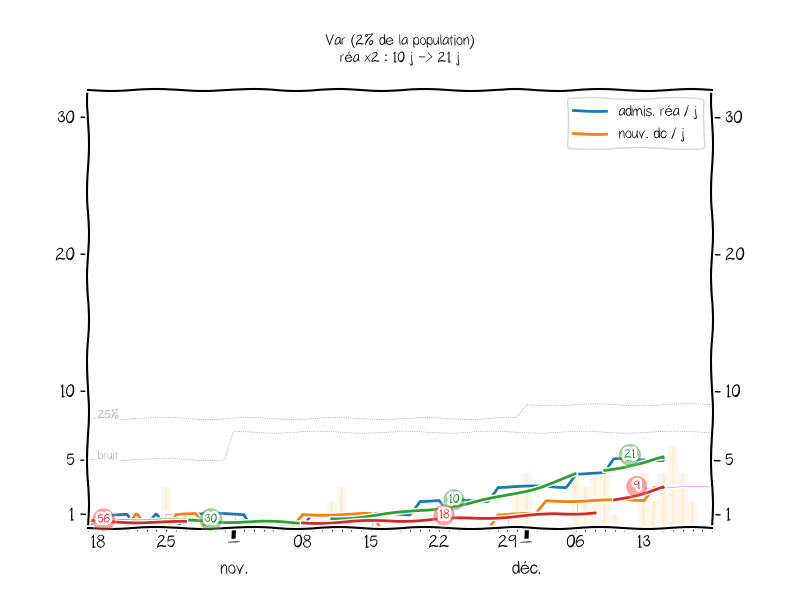 Var (2% de la population)
réa x2 : 10 j -> 21 j
admis. réa / j
nouv. dc / j
30 30
20 20
10 10
25%
bruit
5 5
1 1
56 30 10 18 21 9
18 25 08 15 22 29 06 13
nov. déc.